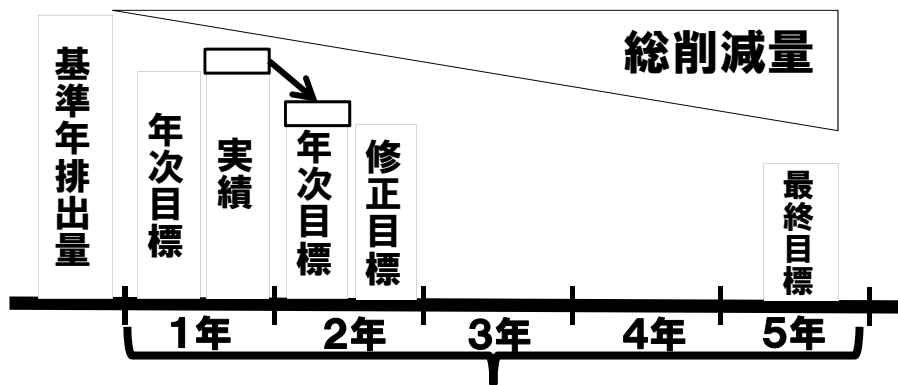 総削減量
基準年排出量
年次目標
実績
年次目標
修正目標
最終目標
1年
2年
3年
4年
5年